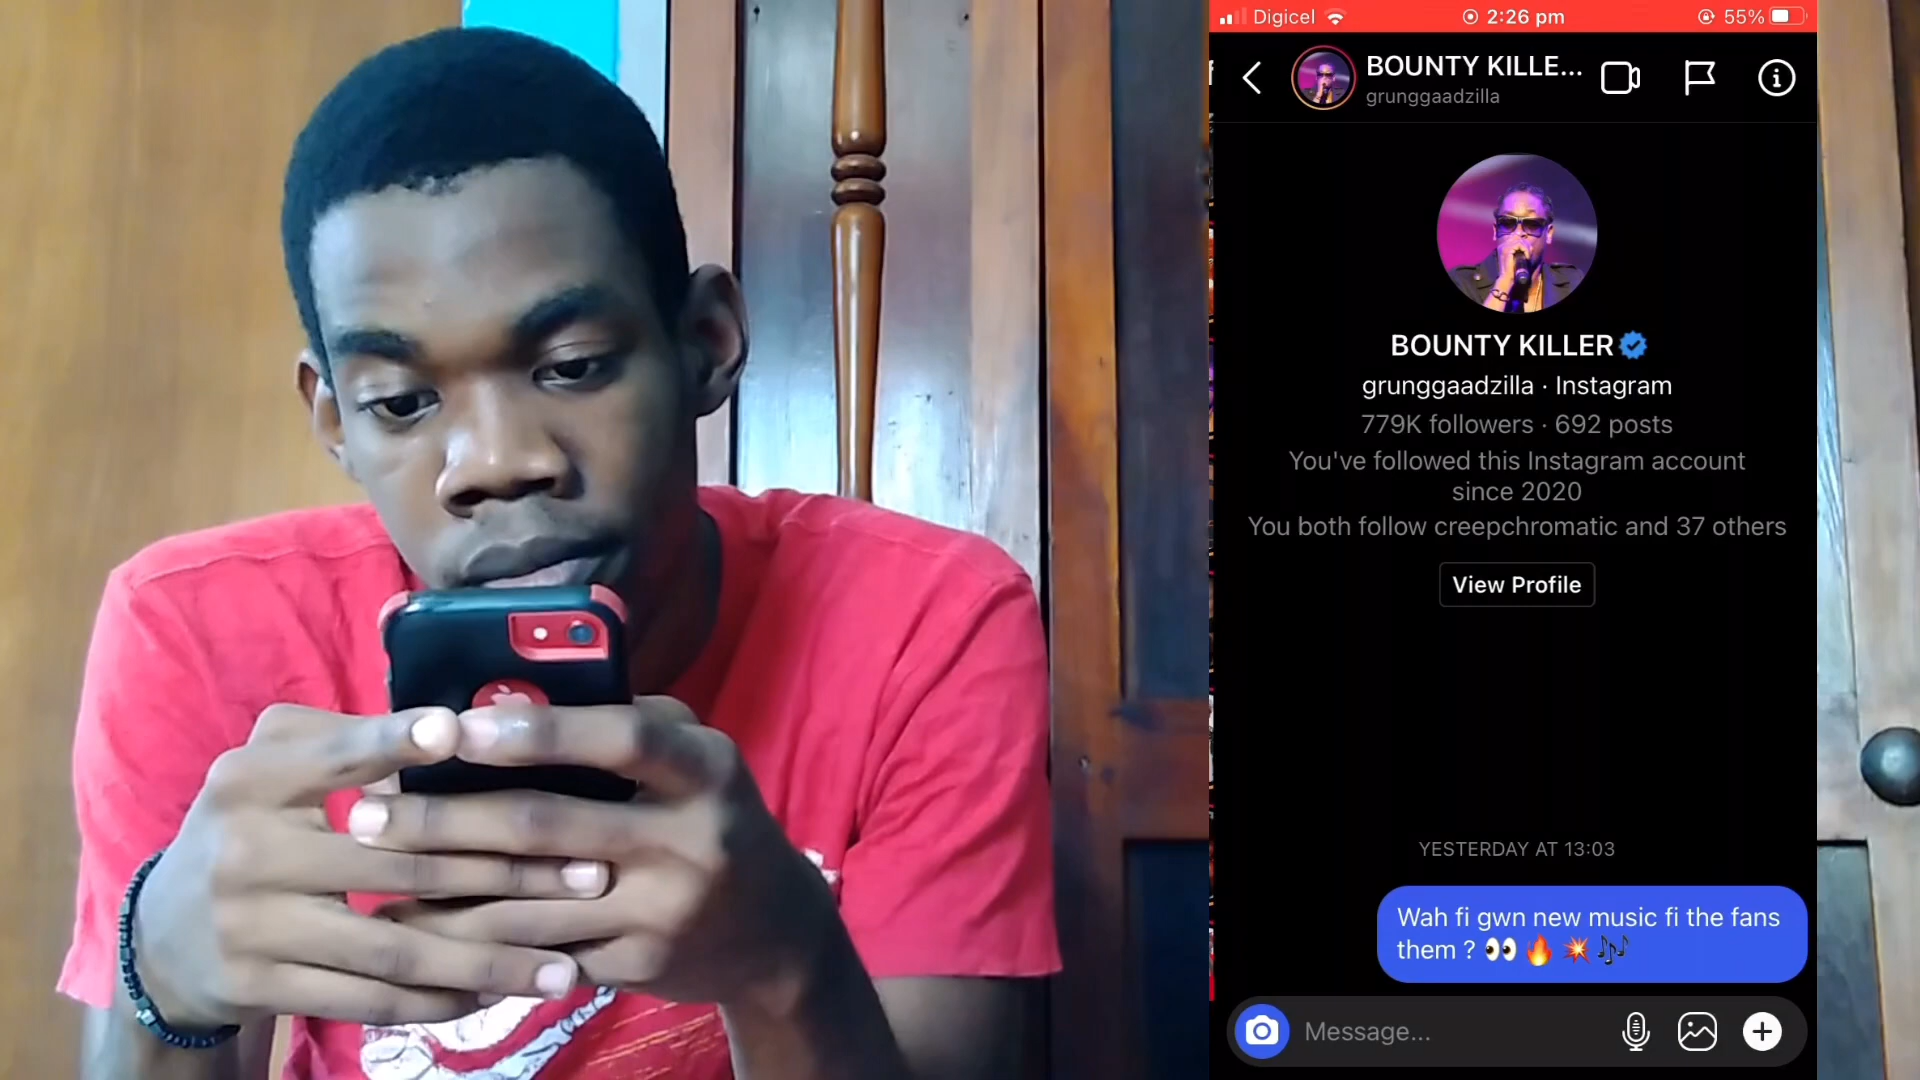 Digicel 2:26 pm 55%
BOUNTY KILLE...
grunggaadzilla
BOUNTY KILLER
grunggaadzilla · Instagram
779K followers · 692 posts
You've followed this Instagram account
since 2020
You both follow creepchromatic and 37 others
View Profile
YESTERDAY AT 13:03
Wah fi gwn new music fi the fans
them ? 👀 🔥 💥 🎶
Message...